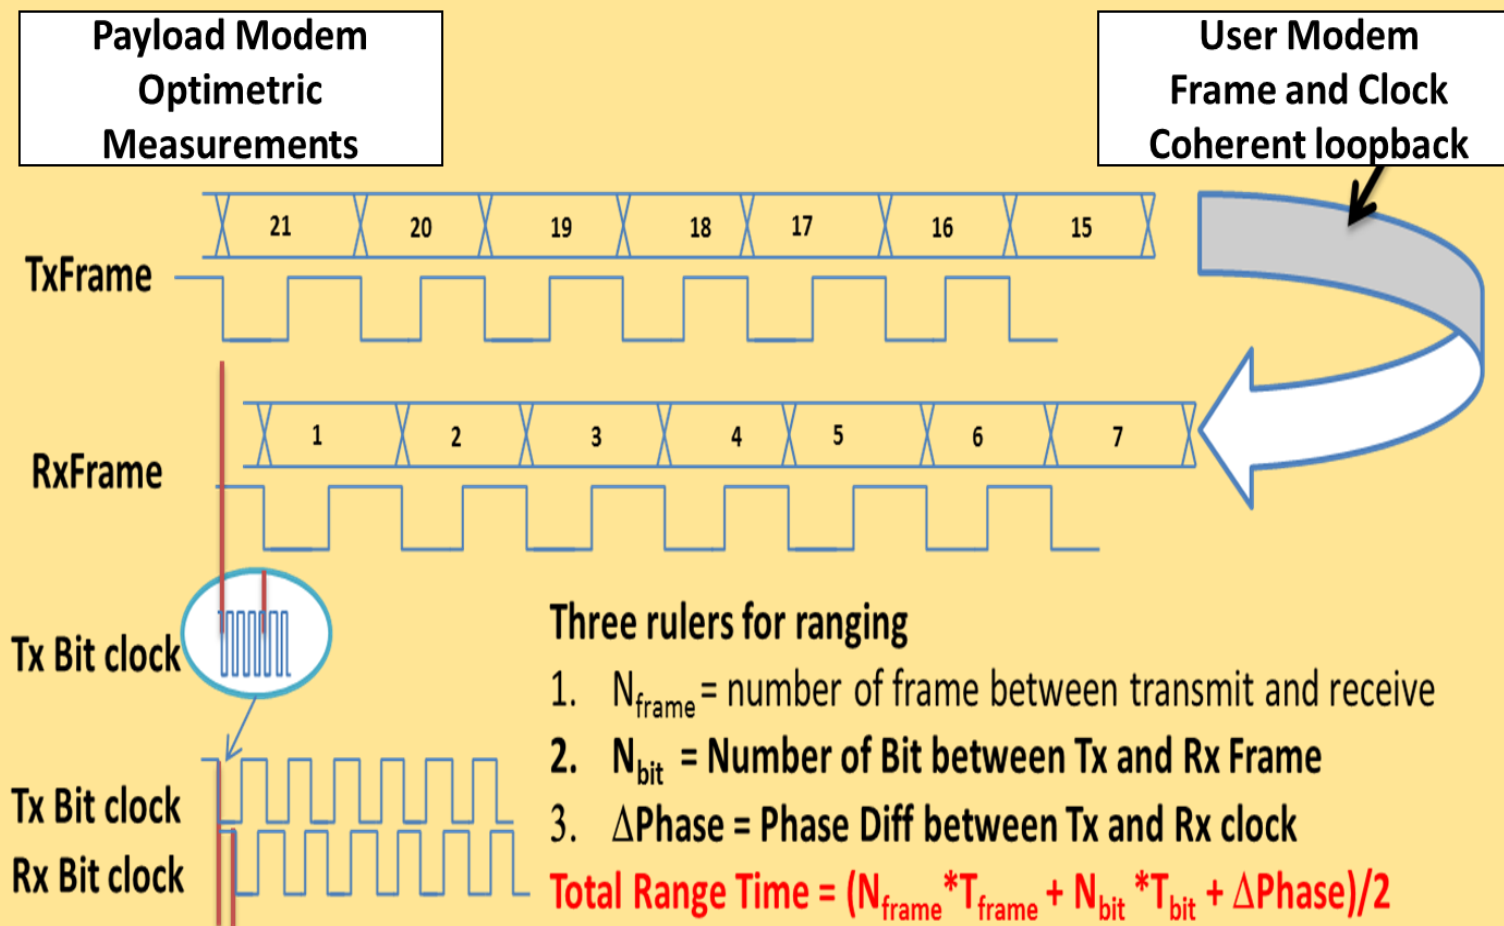 Payload Modem
Optimetric
Measurements
User Modem
Frame and Clock
Coherent loopback
21 20 19 18 17 16 15
TxFrame
1 2 3 4 5 6 7
RxFrame
Tx Bit clock
Three rulers for ranging
1. Nframe = number of frame between transmit and receive
2. Nbit = Number of Bit between Tx and Rx Frame
Tx Bit clock
3. ΔPhase = Phase Diff between Tx and Rx clock
Rx Bit clock
Total Range Time = (Nframe*Tframe + Nbit *Tbit + ΔPhase)/2